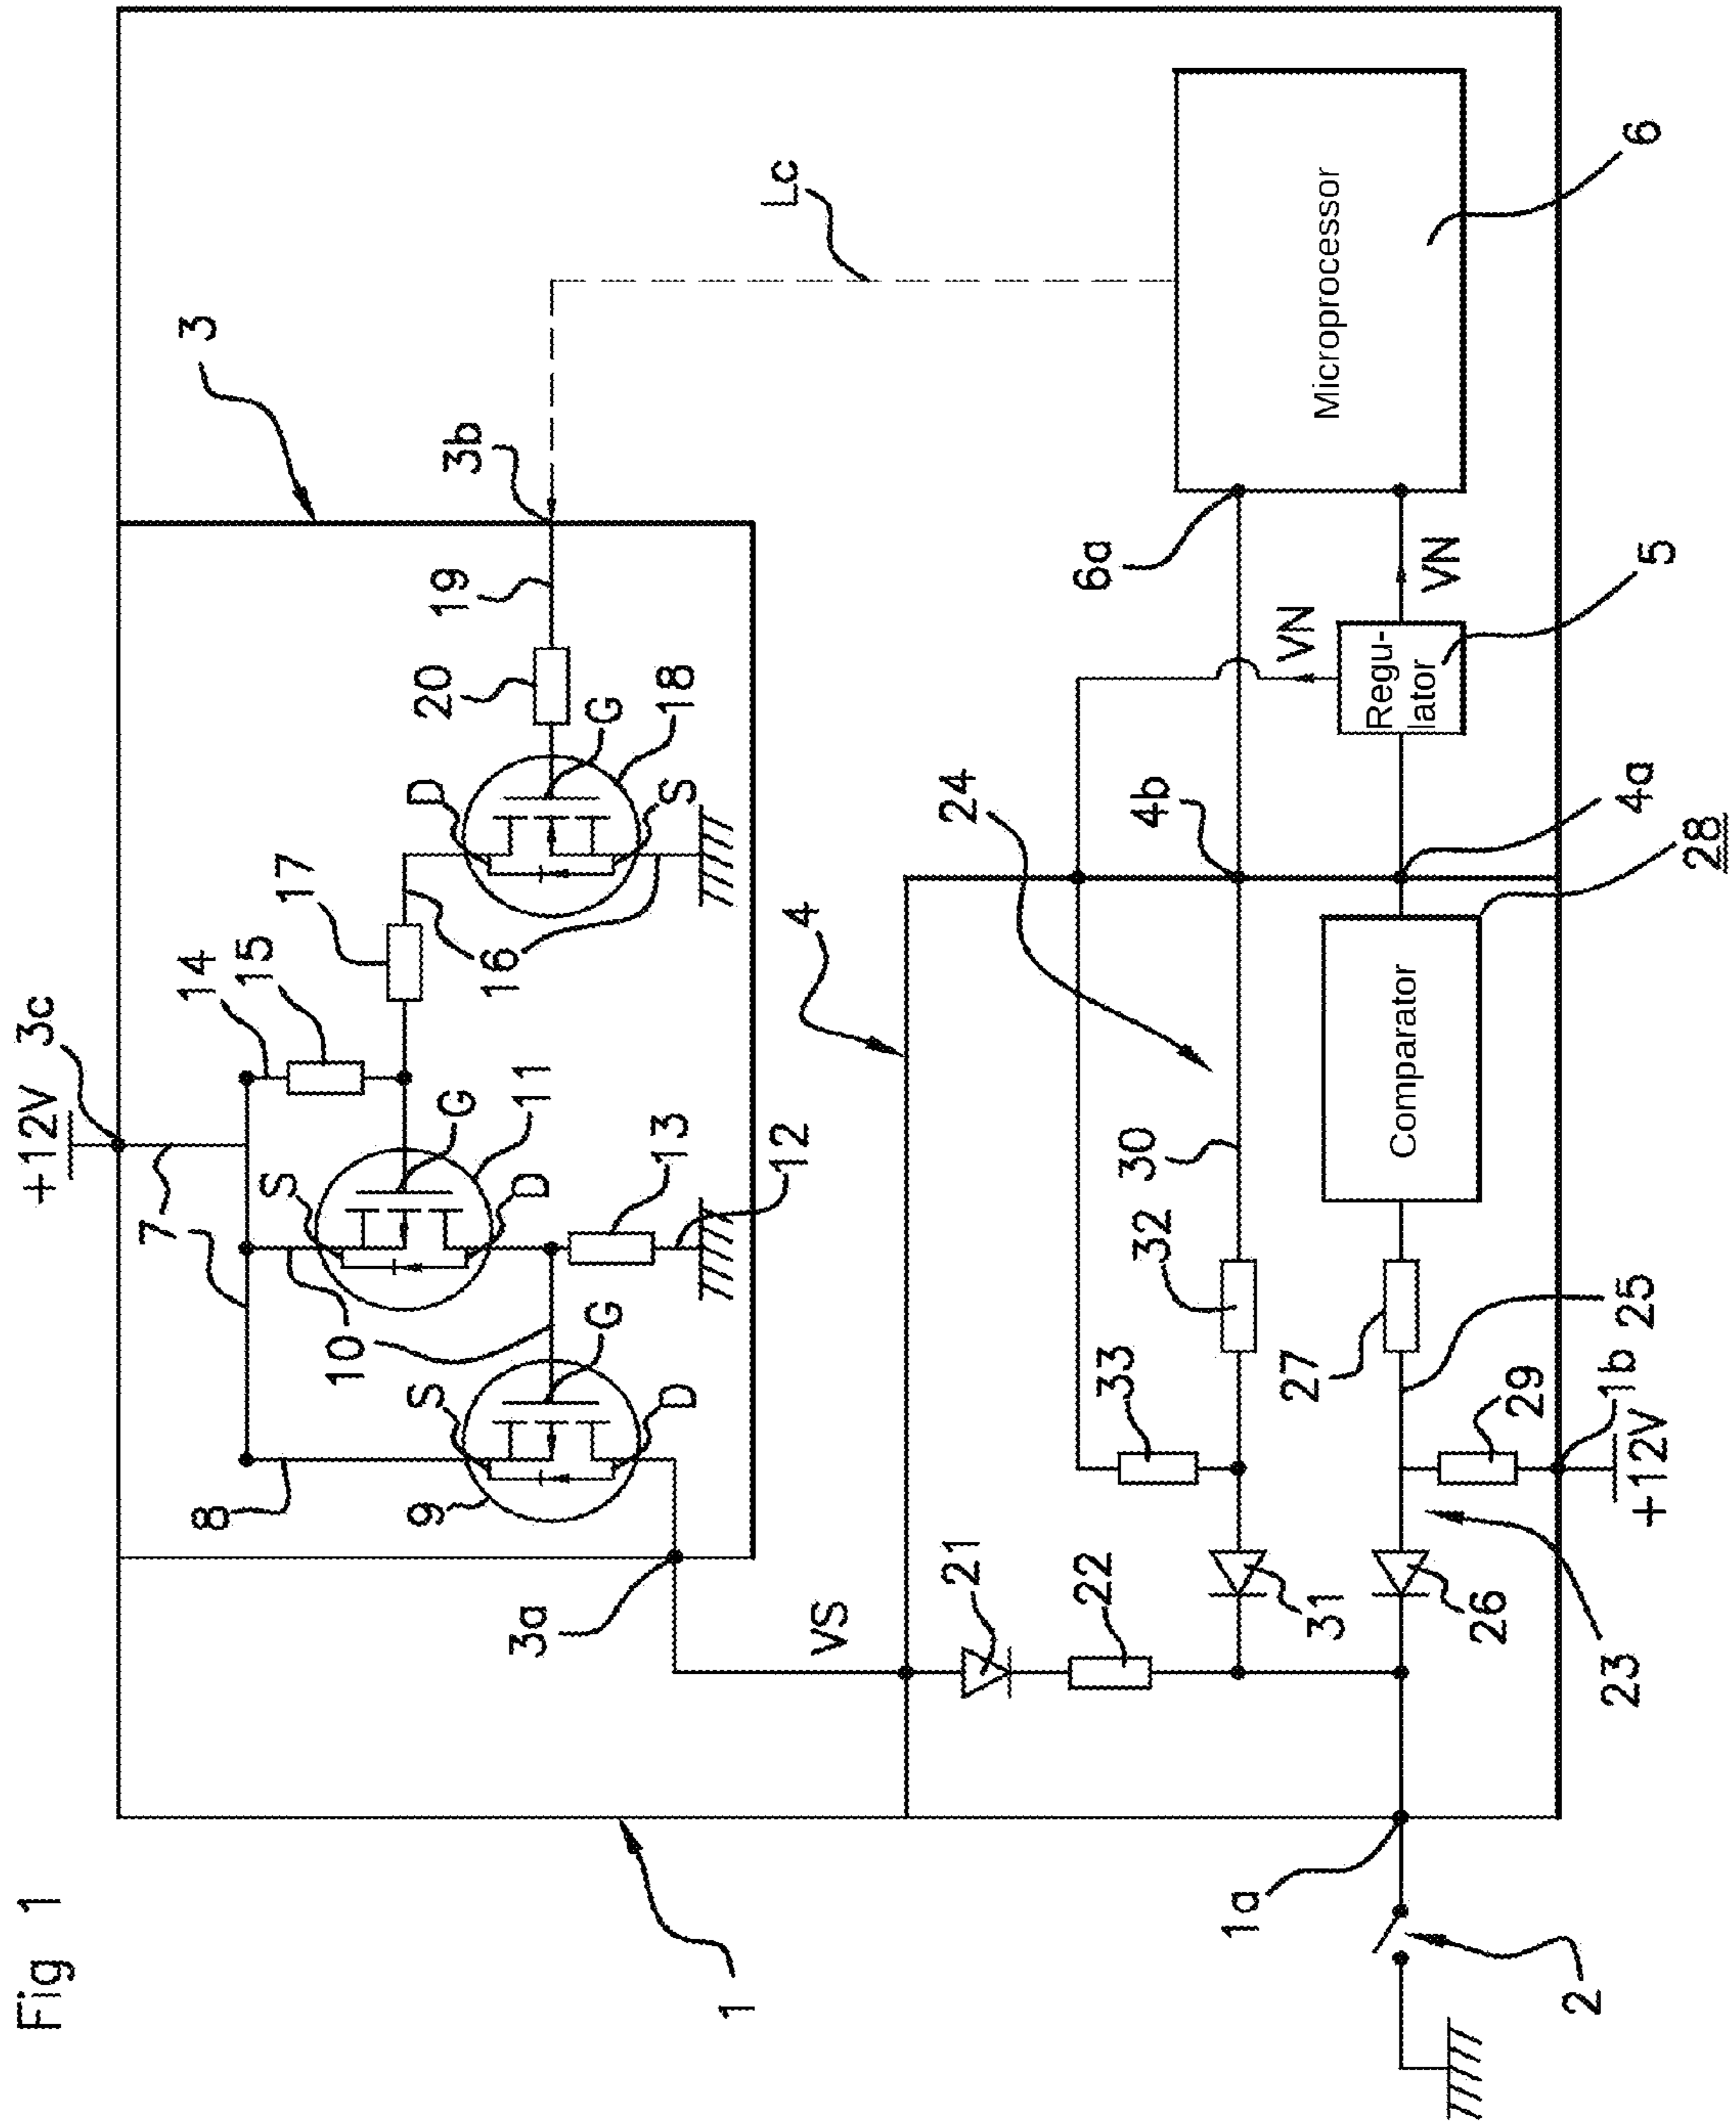 Fig 1
+12V
3c
7
14
15
17
3
8
S
10
S
G
11
D
16
D
20
19
3b
9
G
D
13
12
G
18
S
Lc
3a
VS
4
24
4b
6a
1
21
22
33
32
30
VN
Microprocessor
31
Regu-
lator
VN
1a
26
27
Comparator
5
6
23
29
25
4a
2
1b
+12V
28